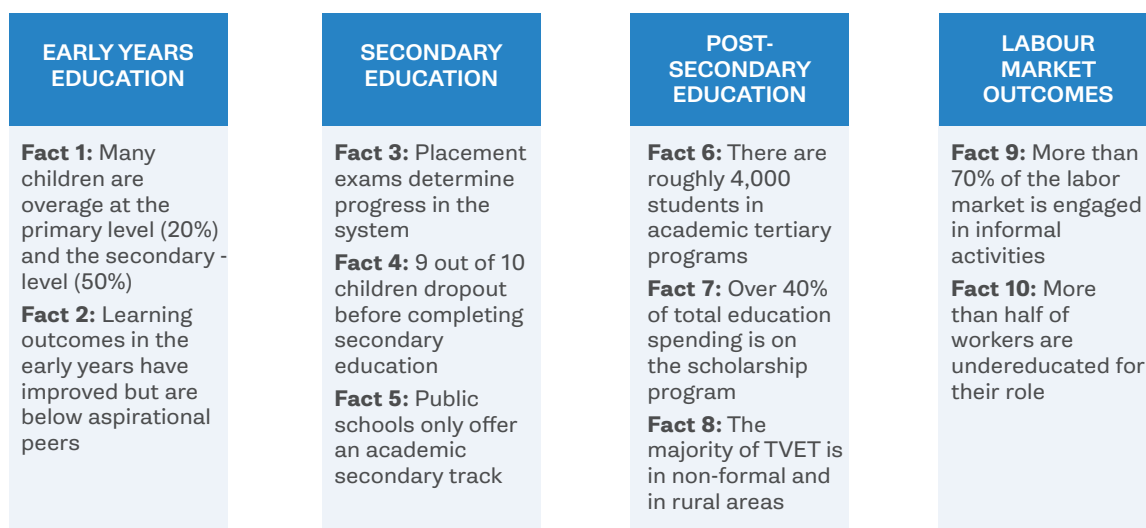 EARLY YEARS
EDUCATION
Fact 1: Many
children are
overage at the
primary level (20%)
and the secondary -
level (50%)
Fact 2: Learning
outcomes in the
early years have
improved but are
below aspirational
peers
SECONDARY
EDUCATION
Fact 3: Placement
exams determine
progress in the
system
Fact 4: 9 out of 10
children dropout
before completing
secondary
education
Fact 5: Public
schools only offer
an academic
secondary track
POST-
SECONDARY
EDUCATION
Fact 6: There are
roughly 4,000
students in
academic tertiary
programs
Fact 7: Over 40%
of total education
spending is on
the scholarship
program
Fact 8: The
majority of TVET is
in non-formal and
in rural areas
LABOUR
MARKET
OUTCOMES
Fact 9: More than
70% of the labor
market is engaged
in informal
activities
Fact 10: More
than half of
workers are
undereducated for
their role